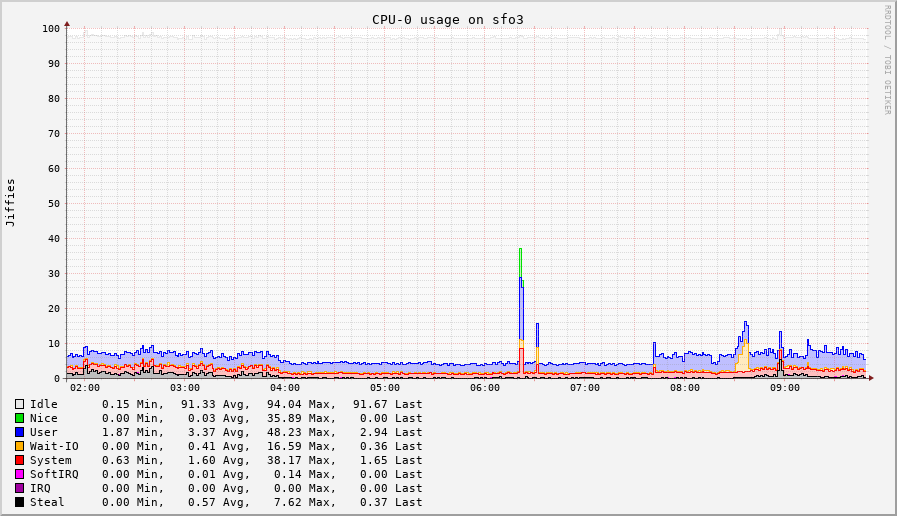 CPU-0 usage on sfo3
RRDTOOL / TOBI OETIKER
Jiffies
100
90
80
70
60
50
40
30
20
10
0
02:00 03:00 04:00 05:00 06:00 07:00 08:00 09:00
Idle 0.15 Min, 91.33 Avg, 94.04 Max, 91.67 Last
Nice 0.00 Min, 0.03 Avg, 35.89 Max, 0.00 Last
User 1.87 Min, 3.37 Avg, 48.23 Max, 2.94 Last
Wait-IO 0.00 Min, 0.41 Avg, 16.59 Max, 0.36 Last
System 0.63 Min, 1.60 Avg, 38.17 Max, 1.65 Last
SoftIRQ 0.00 Min, 0.01 Avg, 0.14 Max, 0.00 Last
IRQ 0.00 Min, 0.00 Avg, 0.00 Max, 0.00 Last
Steal 0.00 Min, 0.57 Avg, 7.62 Max, 0.37 Last